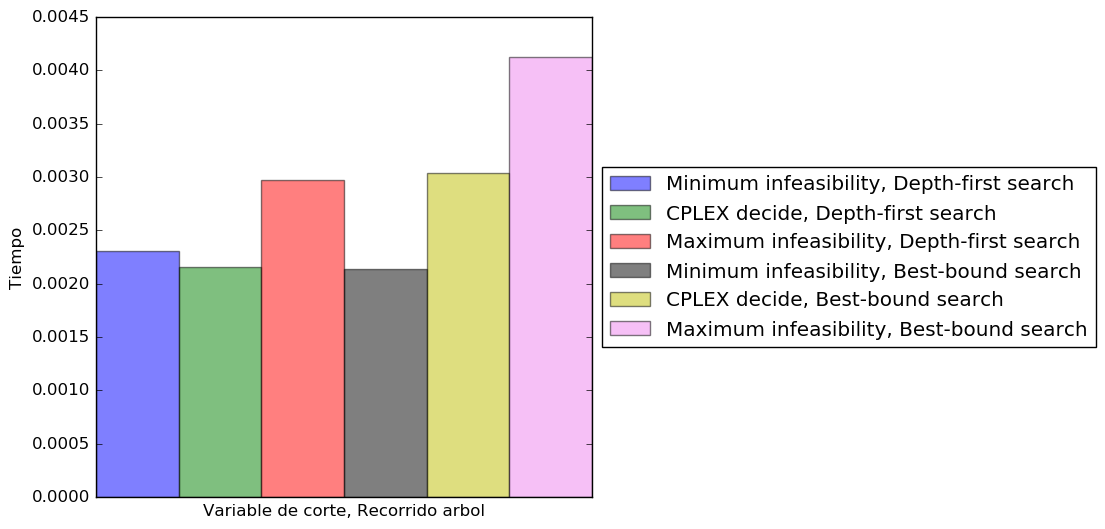 0.0045
0.0040
0.0035
0.0030
0.0025
0.0020
0.0015
0.0010
0.0005
0.0000
Tiempo
Variable de corte, Recorrido arbol
Minimum infeasibility, Depth-first search
CPLEX decide, Depth-first search
Maximum infeasibility, Depth-first search
Minimum infeasibility, Best-bound search
CPLEX decide, Best-bound search
Maximum infeasibility, Best-bound search